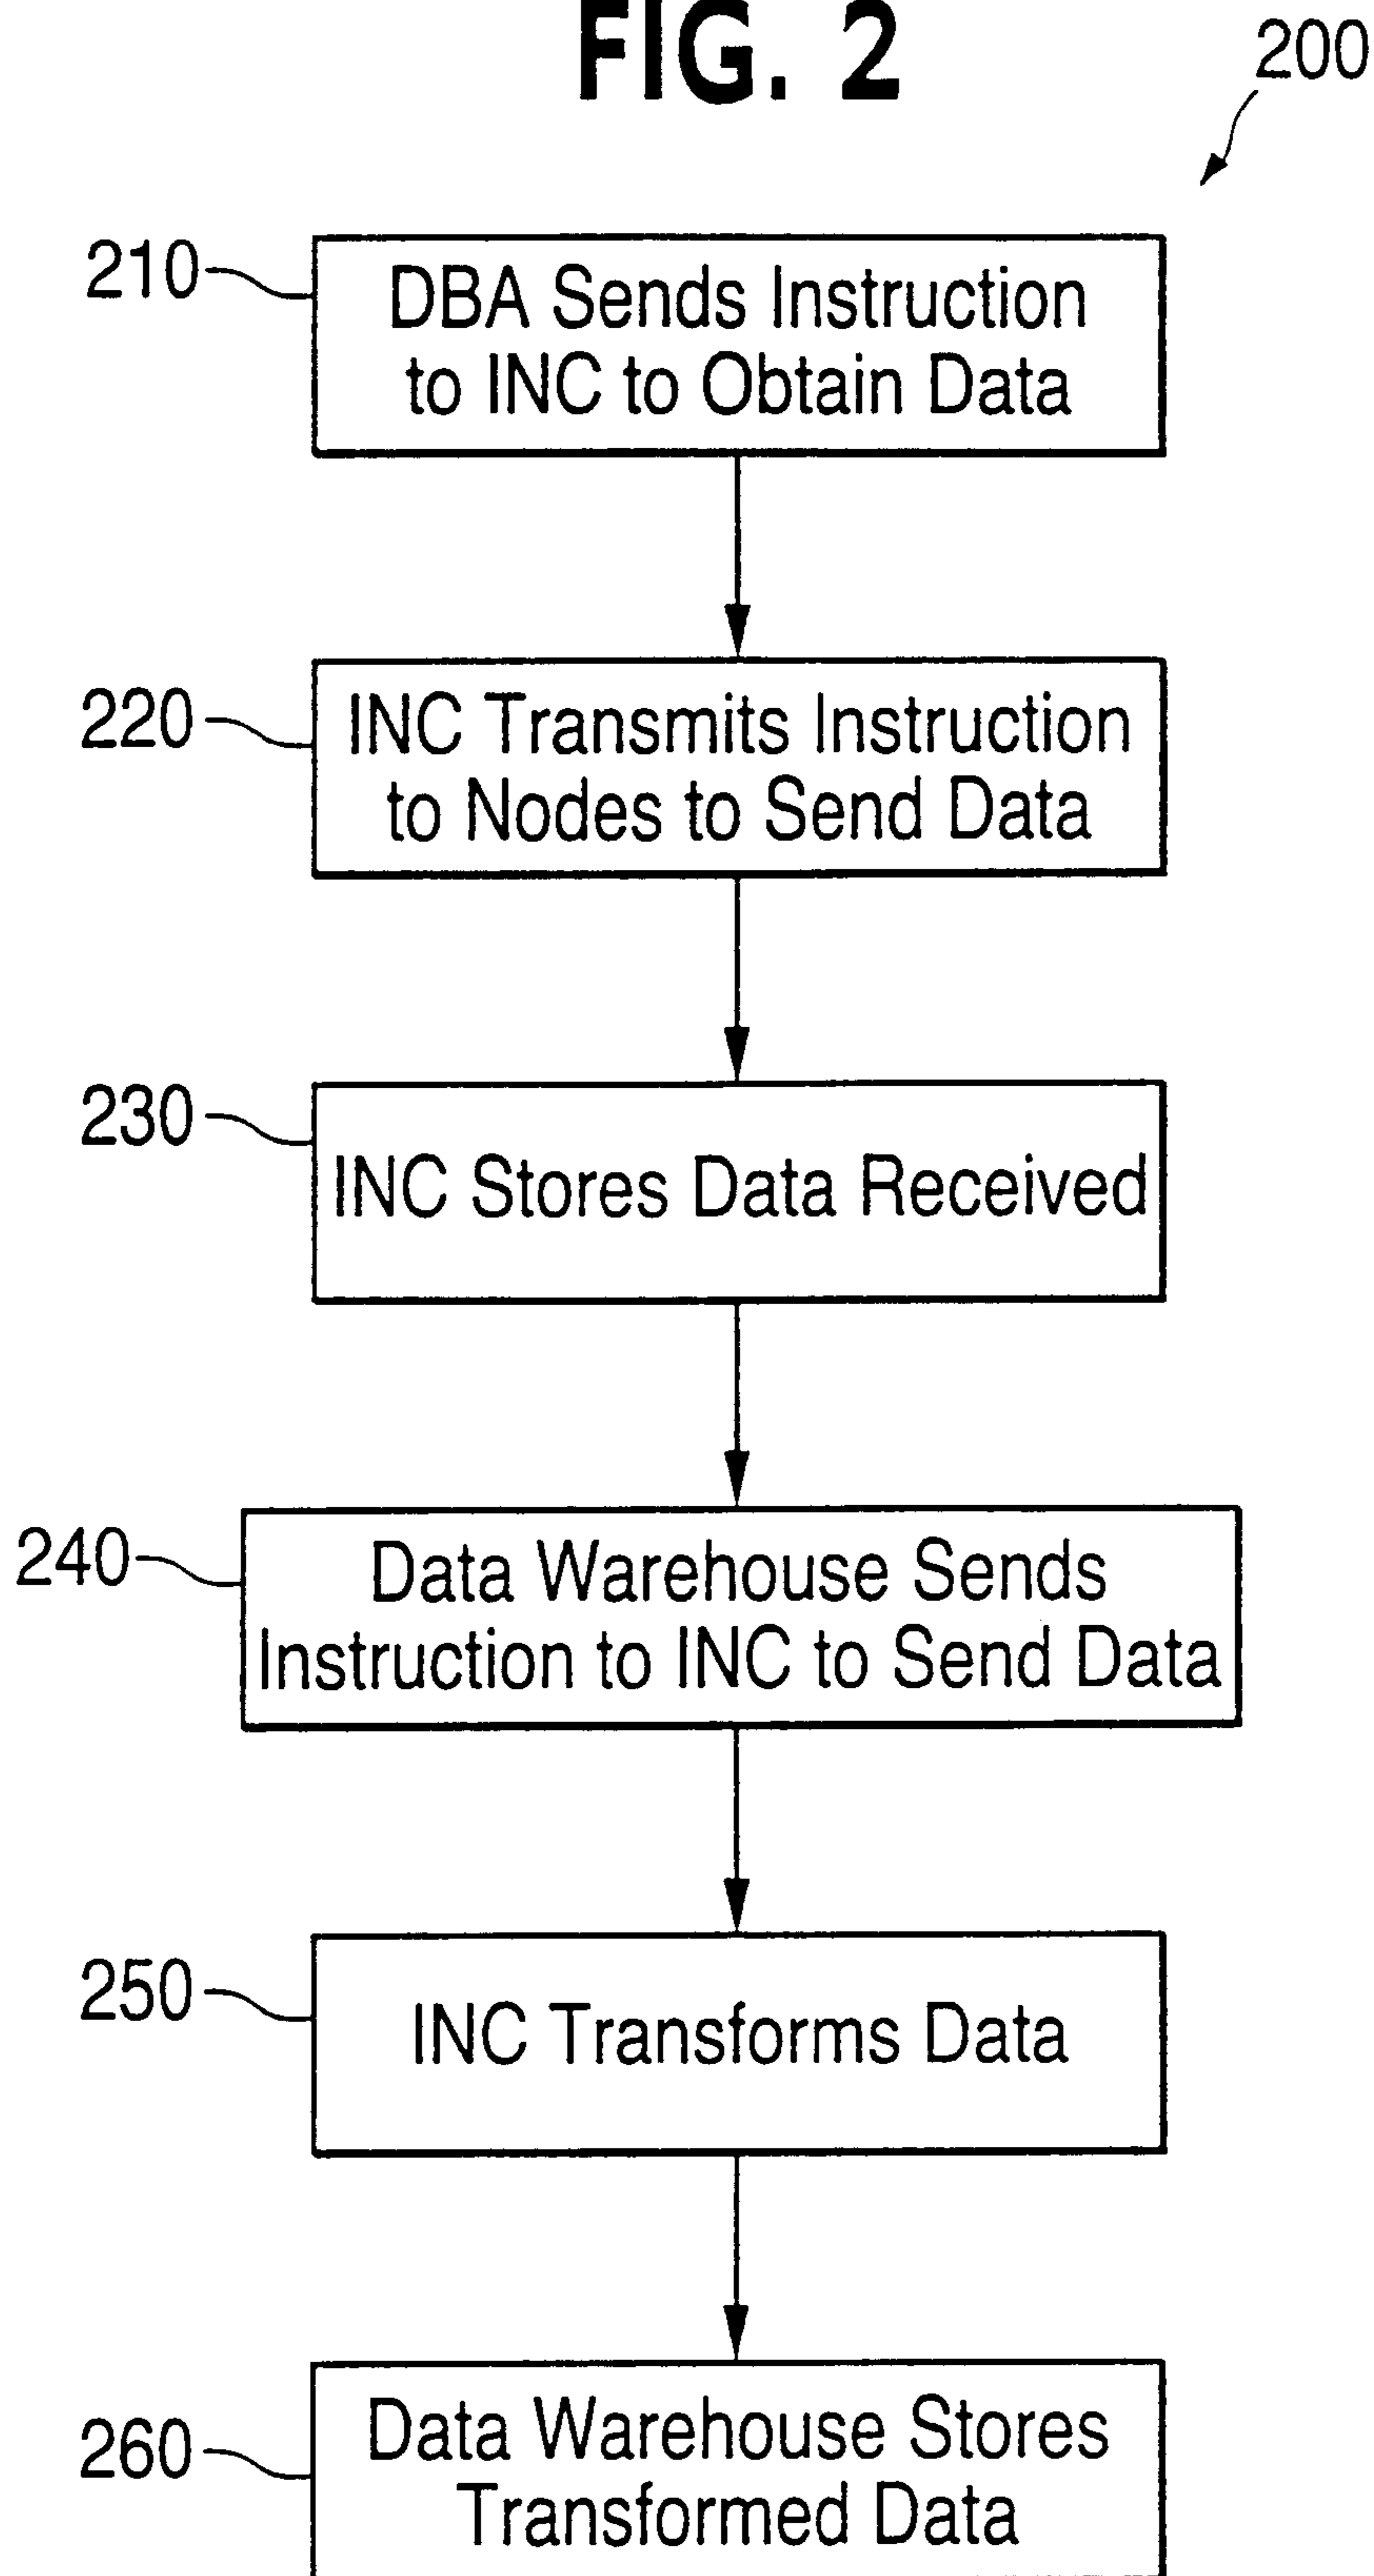 FIG. 2
200
210
DBA Sends Instruction
to INC to Obtain Data
220
INC Transmits Instruction
to Nodes to Send Data
230
INC Stores Data Received
240
Data Warehouse Sends
Instruction to INC to Send Data
250
INC Transforms Data
260
Data Warehouse Stores
Transformed Data